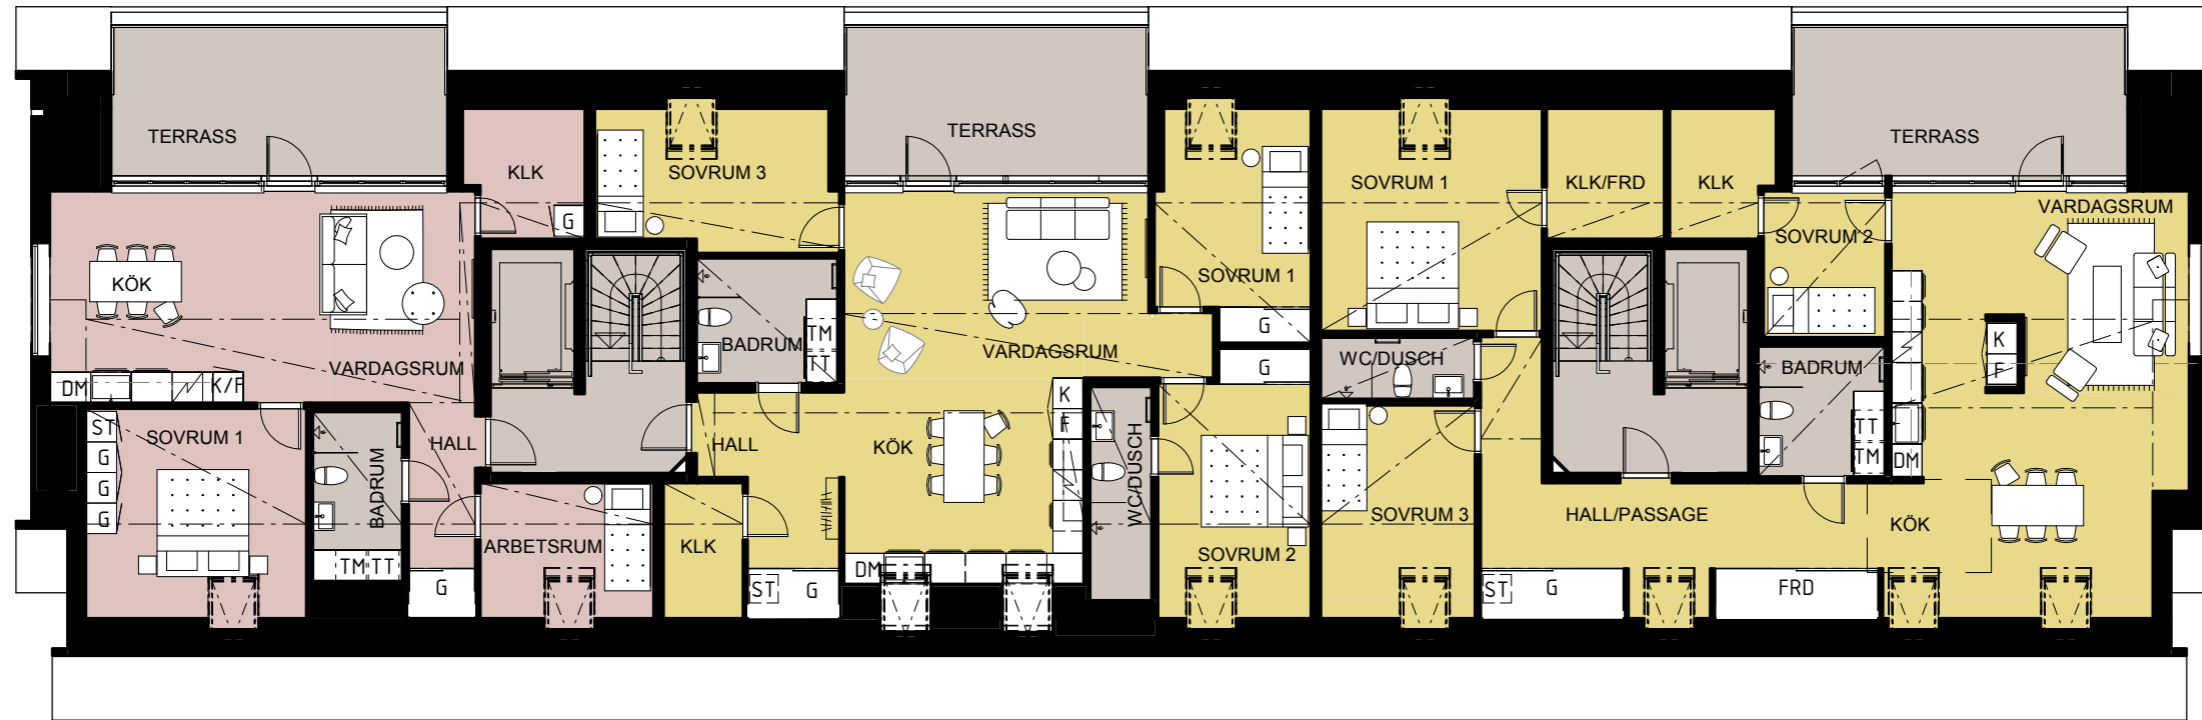 TERRASS
KLK
G
KÖK
VARDAGSRUM
DM
K/F
ST
G
G
G
SOVRUM 1
BADRUM
TM
TT
HALL
G
ARBETSRUM
SOVRUM 3
TERRASS
BADRUM
TM
TT
VARDAGSRUM
HALL
KÖK
K
F
KLK
ST
G
DM
WC/DUSCH
SOVRUM 1
G
G
SOVRUM 2
SOVRUM 1
KLK/FRD
KLK
TERRASS
VARDAGSRUM
SOVRUM 2
WC/DUSCH
BADRUM
K
F
TT
TM
DM
SOVRUM 3
HALL/PASSAGE
KÖK
ST
G
FRD